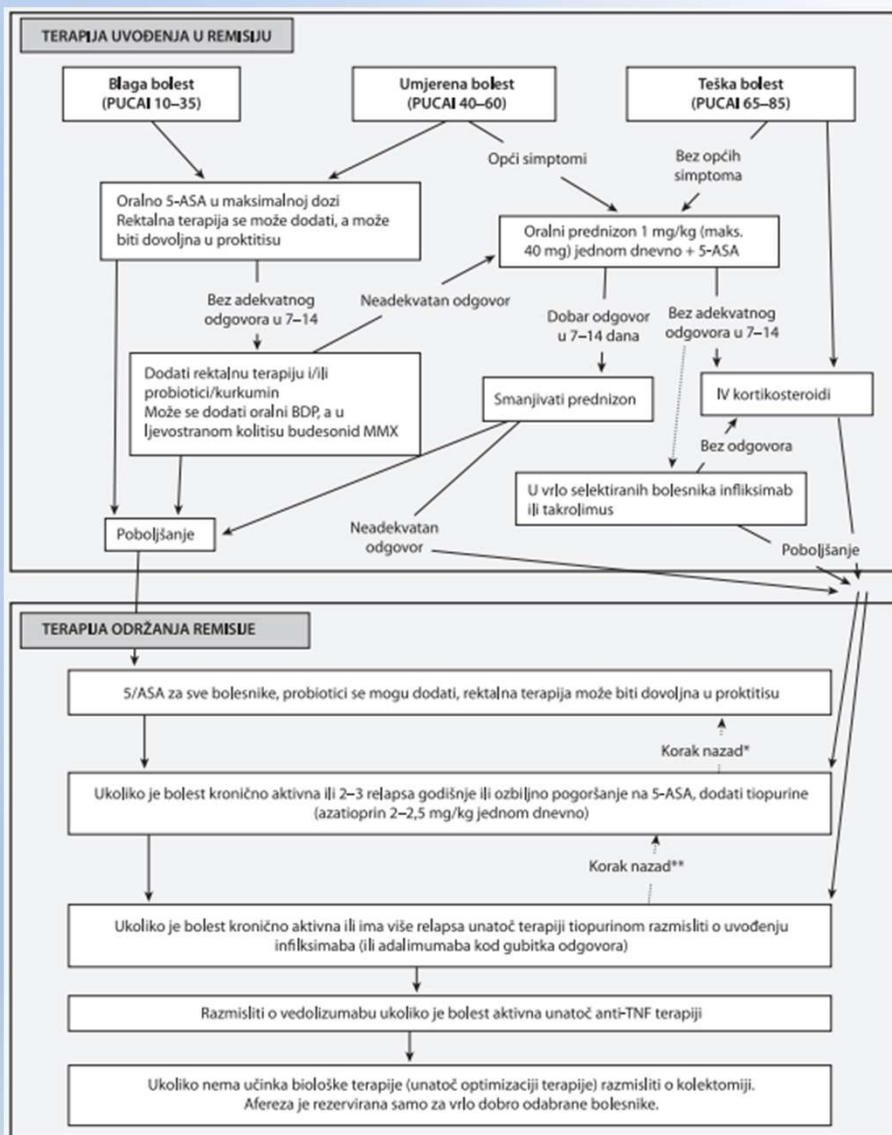 TERAPIJA UVOĐENJA U REMISIJU
Blaga bolest
(PUCAI 10–35)
Umjerena bolest
(PUCAI 40–60)
Teška bolest
(PUCAI 65–85)
Opći simptomi
Bez općih
simptoma
Oralno 5-ASA u maksimalnoj dozi
Rektalna terapija se može dodati, a može
biti dovoljna u proktitisu
Oralni prednizon 1 mg/kg (maks.
40 mg) jednom dnevno + 5-ASA
Bez adekvatnog
odgovora u 7–14
Neadekvatan odgovor
Dobar odgovor
u 7–14 dana
Bez adekvatnog
odgovora u 7–14
Dodati rektalnu terapiju i/ili
probiotici/kurkumin
Može se dodati oralni BDP, a u
ljevostranom kolitisu budesonid MMX
Smanjivati prednizon
IV kortikosteroidi
Bez odgovora
U vrlo selektiranih bolesnika infliksimab
ili takrolimus
Poboljšanje
Neadekvatan
odgovor
Poboljšanje
TERAPIJA ODRŽANJA REMISIJE
5/ASA za sve bolesnike, probiotici se mogu dodati, rektalna terapija može biti dovoljna u proktitisu
Korak nazad*
Ukoliko je bolest kronično aktivna ili 2–3 relapsa godišnje ili ozbiljno pogoršanje na 5-ASA, dodati tiopurine
(azatioprin 2–2,5 mg/kg jednom dnevno)
Korak nazad**
Ukoliko je bolest kronično aktivna ili ima više relapsa unatoč terapiji tiopurinom razmisliti o uvođenju
infilksimaba (ili adalimumaba kod gubitka odgovora)
Razmisliti o vedolizumabu ukoliko je bolest aktivna unatoč anti-TNF terapiji
Ukoliko nema učinka biološke terapije (unatoč optimizaciji terapije) razmisliti o kolektomiji.
Afereza je rezervirana samo za vrlo dobro odabrane bolesnike.